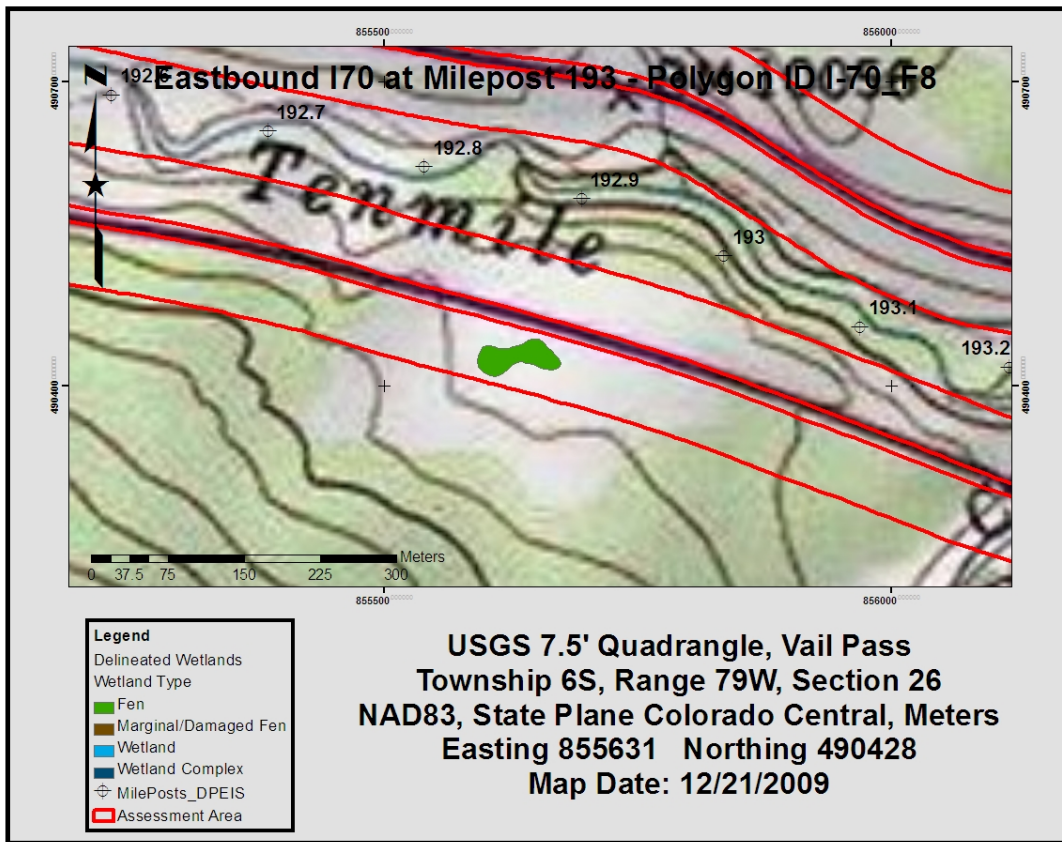 855500
856000
Eastbound I70 at Milepost 193 - Polygon ID I-70_F8
490700
490700
192.6
192.7
192.8
192.9
193
193.1
193.2
Tenmile
490400
490400
Meters
0 37.5 75 150 225 300
855500
856000
Legend
Delineated Wetlands
Wetland Type
Fen
Marginal/Damaged Fen
Wetland
Wetland Complex
MilePosts_DPEIS
Assessment Area
USGS 7.5' Quadrangle, Vail Pass
Township 6S, Range 79W, Section 26
NAD83, State Plane Colorado Central, Meters
Easting 855631 Northing 490428
Map Date: 12/21/2009